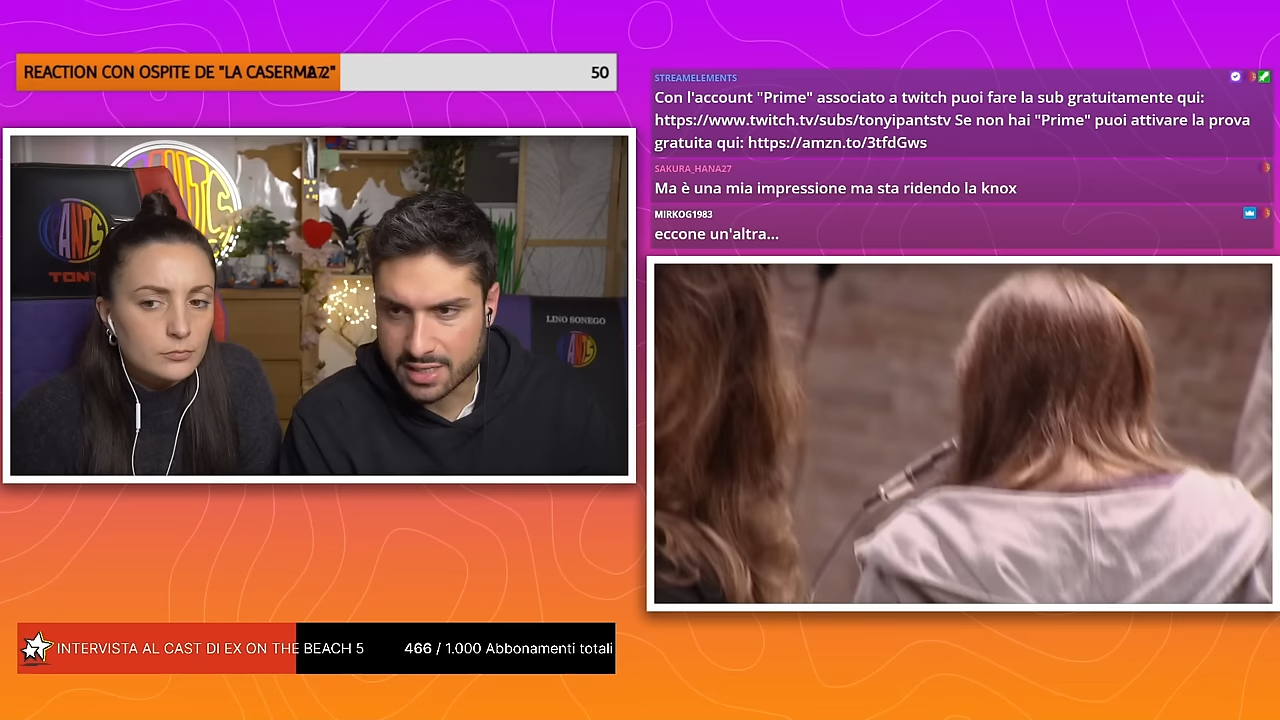 REACTION CON OSPITE DE "LA CASERMA"
50
STREAMELEMENTS
Con l'account "Prime" associato a twitch puoi fare la sub gratuitamente qui:
https://www.twitch.tv/subs/tonyipantstv Se non hai "Prime" puoi attivare la prova
gratuita qui: https://amzn.to/3tfdGws
SAKURA_HANA27
Ma è una mia impressione ma sta ridendo la knox
MIRKOG1983
eccone un'altra...
PANTS
TONY
LINO SONEGO
PANTS
INTERVISTA AL CAST DI EX ON THE BEACH 5
466 / 1.000 Abbonamenti totali